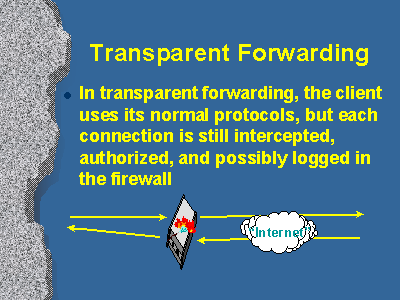 Transparent Forwarding
In transparent forwarding, the client
uses its normal protocols, but each
connection is still intercepted,
authorized, and possibly logged in
the firewall
"Internet"